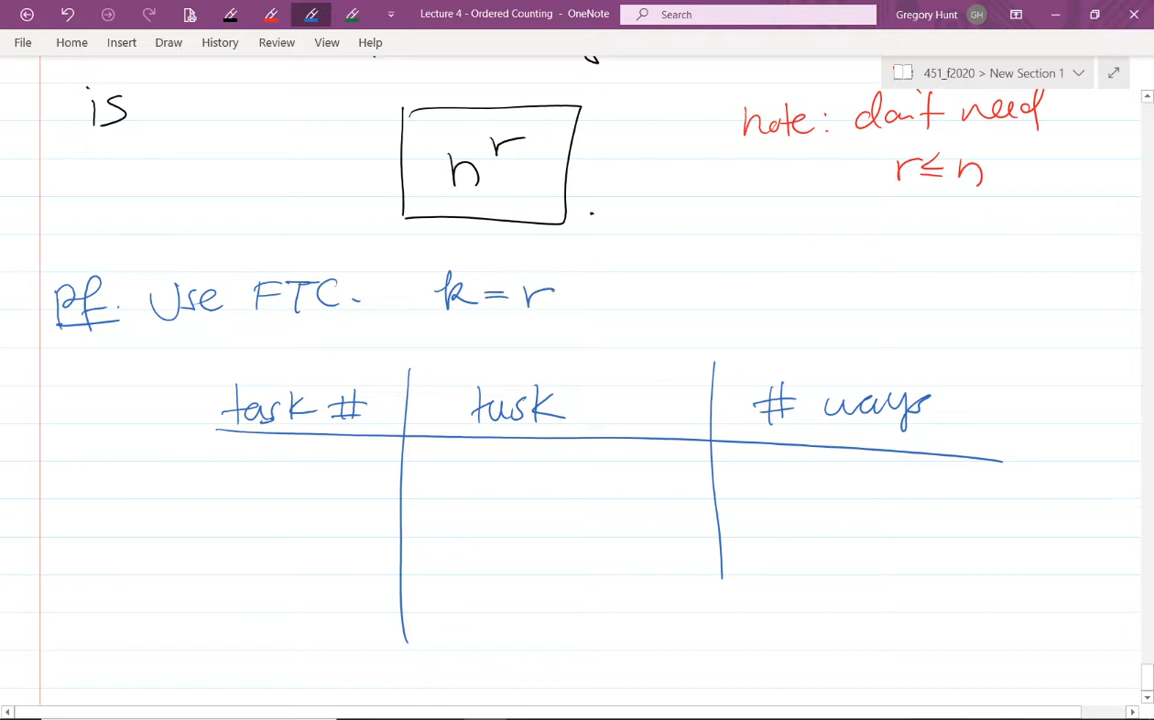 Lecture 4 - Ordered Counting - OneNote
Search
Gregory Hunt
GH
File Home Insert Draw History Review View Help
451_f2020 > New Section 1
is
n^r
.
note: don't need
r ≤ n
pf. Use FTC. k = r
task # task # ways